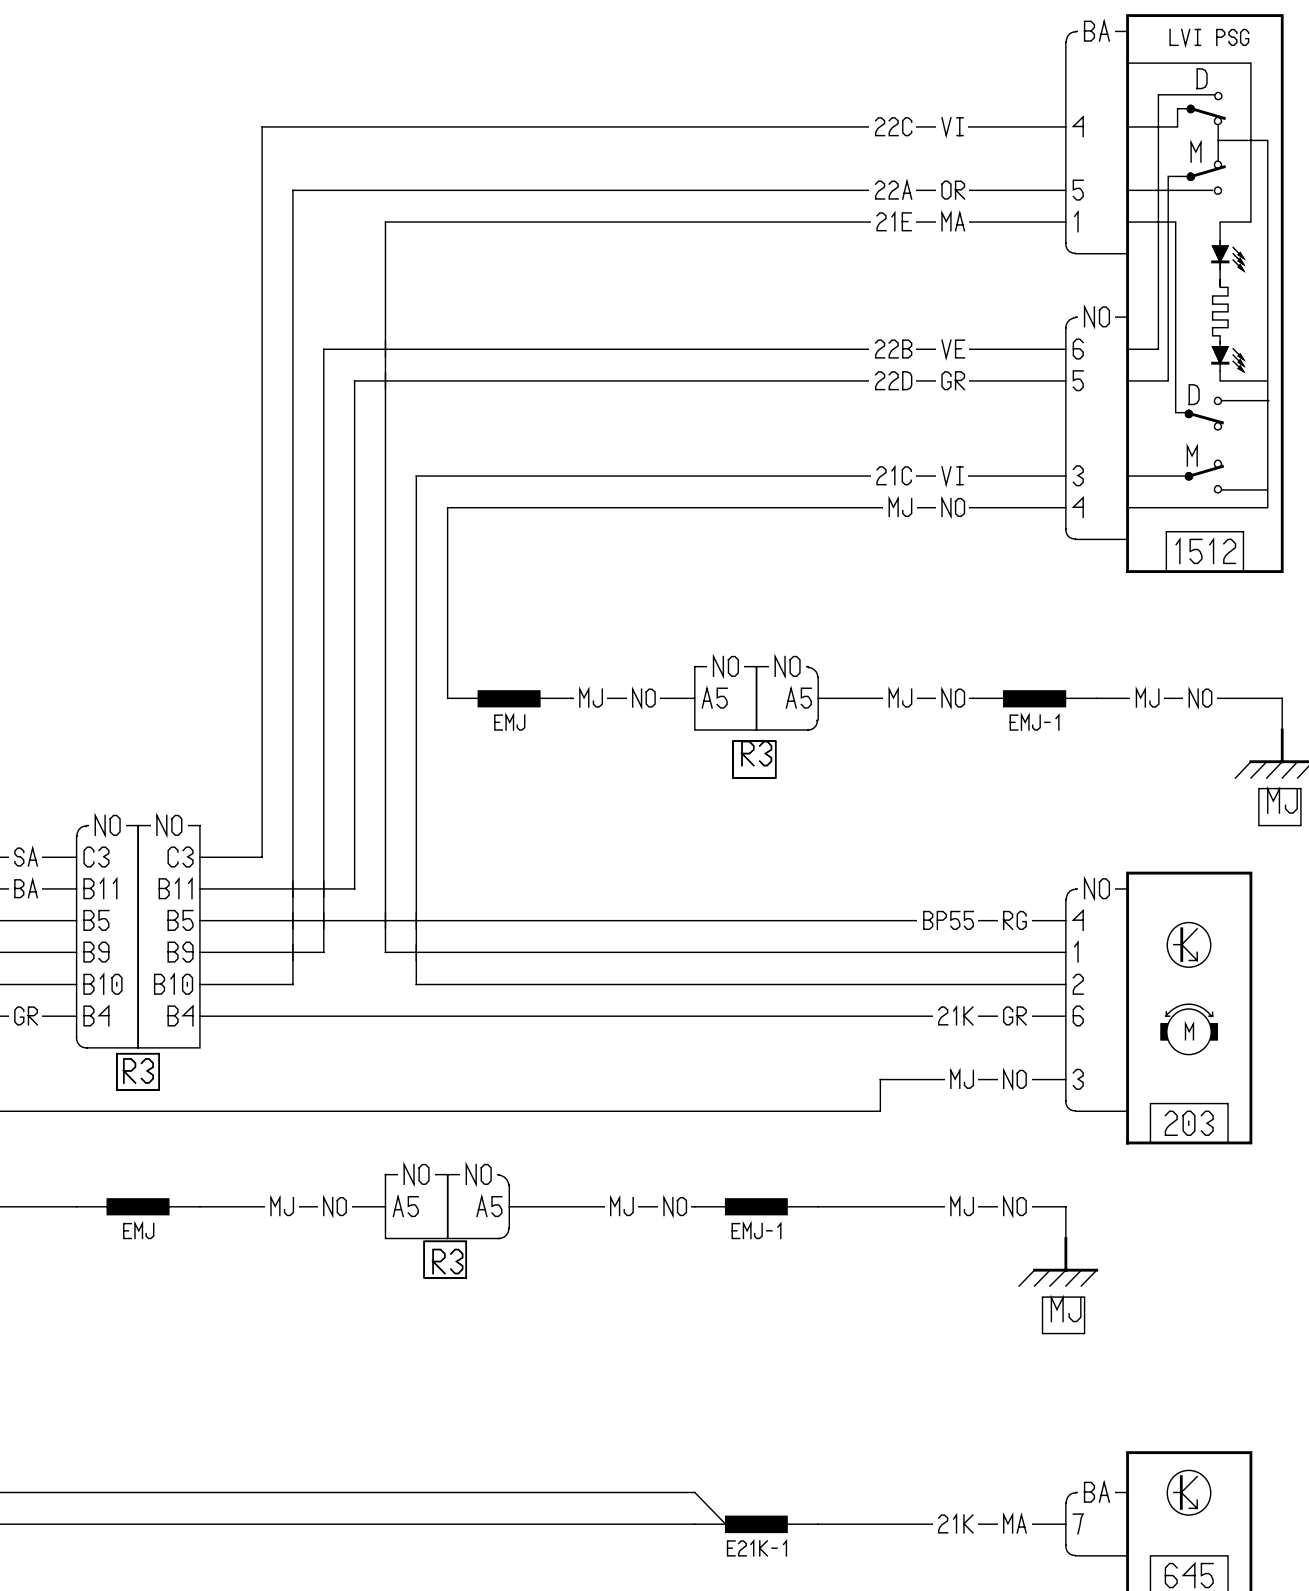 BA LVI PSG
D
22C VI 4
M
22A OR 5
21E MA 1
NO
22B VE 6
22D GR 5
D
M
21C VI 3
MJ NO 4
1512
NO NO
MJ NO A5 A5 MJ NO MJ NO
EMJ EMJ-1
R3
MJ
NO NO
SA C3 C3
BA B11 B11 NO
B5 B5 BP55 RG 4
B9 B9 1
B10 B10 2
GR B4 B4 21K GR 6
M
R3 MJ NO 3
203
NO NO
MJ NO A5 A5 MJ NO MJ NO
EMJ EMJ-1
R3
MJ
BA
21K MA 7
E21K-1
645